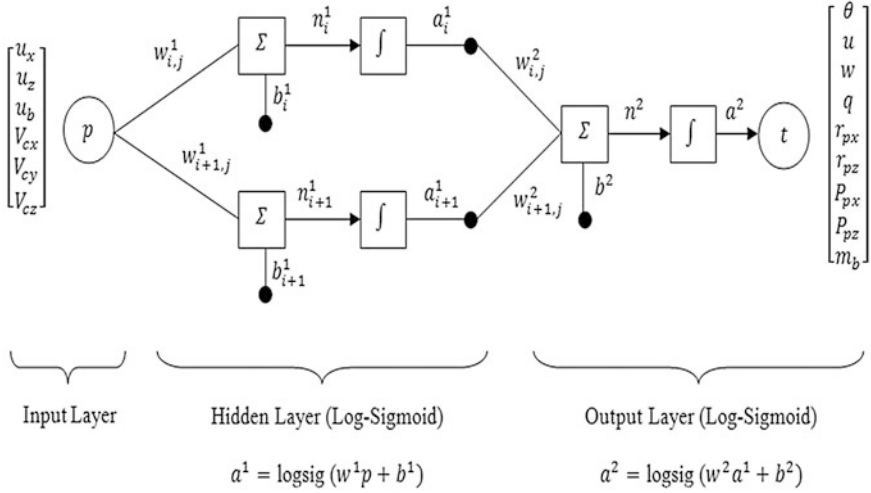 u_x
u_z
u_b
V_cx
V_cy
V_cz
p
w^1_{i,j}
w^1_{i+1,j}
Σ
n^1_i
∫
a^1_i
b^1_i
Σ
n^1_{i+1}
∫
a^1_{i+1}
b^1_{i+1}
w^2_{i,j}
w^2_{i+1,j}
Σ
n^2
∫
a^2
b^2
t
θ
u
w
q
r_px
r_pz
P_px
P_pz
m_b
Input Layer
Hidden Layer (Log-Sigmoid)
Output Layer (Log-Sigmoid)
a^1 = logsig (w^1p + b^1)
a^2 = logsig (w^2a^1 + b^2)